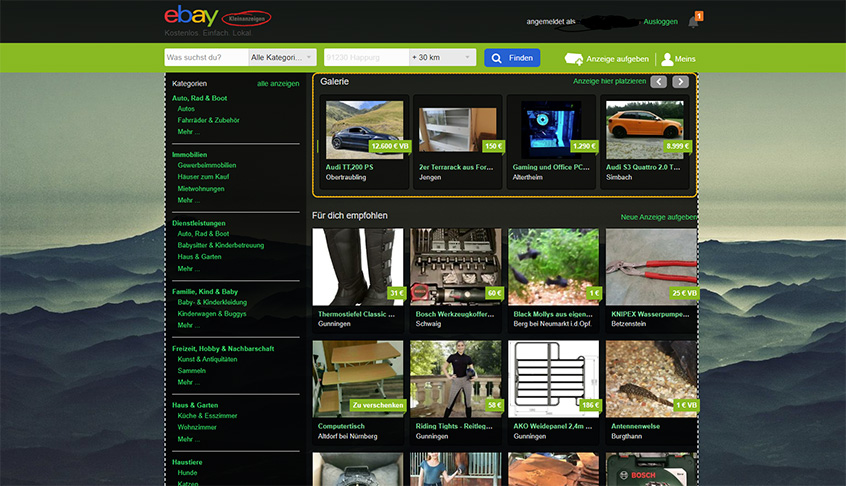 ebay Kleinanzeigen
Kostenlos. Einfach. Lokal.
angemeldet als
Ausloggen
1
Was suchst du?
Alle Kategori...
91230 Happurg
+ 30 km
Finden
Anzeige aufgeben
Meins
Kategorien
alle anzeigen
Auto, Rad & Boot
Autos
Fahrräder & Zubehör
Mehr ...
Immobilien
Gewerbeimmobilien
Häuser zum Kauf
Mietwohnungen
Mehr ...
Dienstleistungen
Auto, Rad & Boot
Babysitter & Kinderbetreuung
Haus & Garten
Mehr ...
Familie, Kind & Baby
Baby- & Kinderkleidung
Kinderwagen & Buggys
Mehr ...
Freizeit, Hobby & Nachbarschaft
Kunst & Antiquitäten
Sammeln
Mehr ...
Haus & Garten
Küche & Esszimmer
Wohnzimmer
Mehr ...
Haustiere
Hunde
Katzen
Galerie
Anzeige hier platzieren
12.600 € VB
150 €
1.290 €
8.999 €
Audi TT,200 PS
2er Terrarack aus For...
Gaming und Office PC...
Audi S3 Quattro 2.0 T...
Obertraubling
Jengen
Altertheim
Simbach
Für dich empfohlen
Neue Anzeige aufgeben
31 €
60 €
1 €
25 € VB
Thermostiefel Classic ...
Bosch Werkzeugkoffer...
Black Mollys aus eigen...
KNIPEX Wasserpumpe...
Gunningen
Schwaig
Berg bei Neumarkt i.d.Opf.
Betzenstein
Zu verschenken
58 €
186 €
1 € VB
Computertisch
Riding Tights - Reitleg...
AKO Weidepanel 2,4m ...
Antennenwelse
Altdorf bei Nürnberg
Gunningen
Gunningen
Burgthann
BOSCH